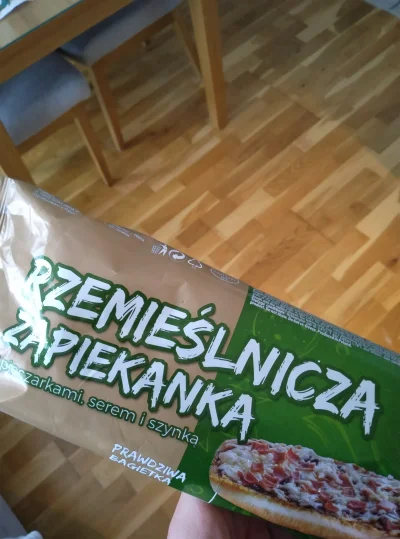 RZEMIEŚLNICZA
ZAPIEKANKA
serem i szynką
PRAWDZIWA
BAGIETKA